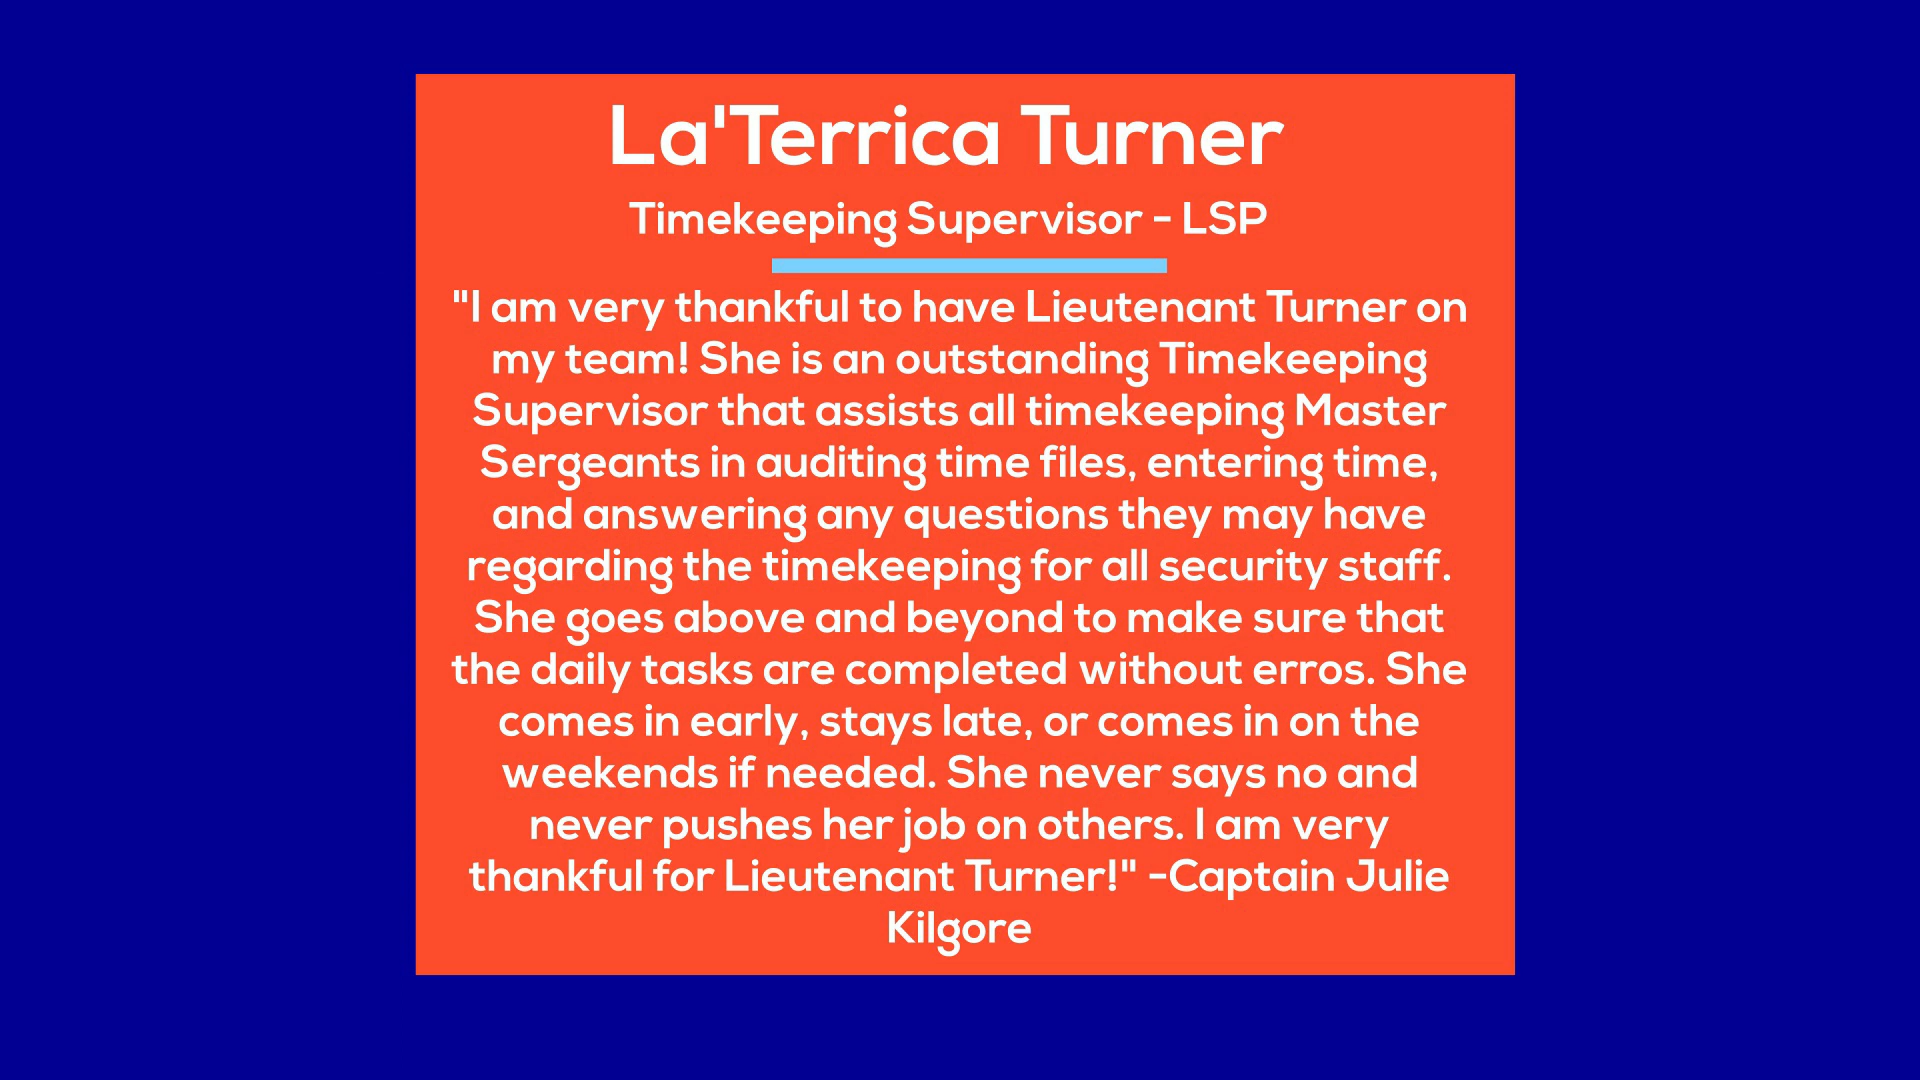 La'Terrica Turner
Timekeeping Supervisor - LSP
"I am very thankful to have Lieutenant Turner on
my team! She is an outstanding Timekeeping
Supervisor that assists all timekeeping Master
Sergeants in auditing time files, entering time,
and answering any questions they may have
regarding the timekeeping for all security staff.
She goes above and beyond to make sure that
the daily tasks are completed without erros. She
comes in early, stays late, or comes in on the
weekends if needed. She never says no and
never pushes her job on others. I am very
thankful for Lieutenant Turner!" -Captain Julie
Kilgore